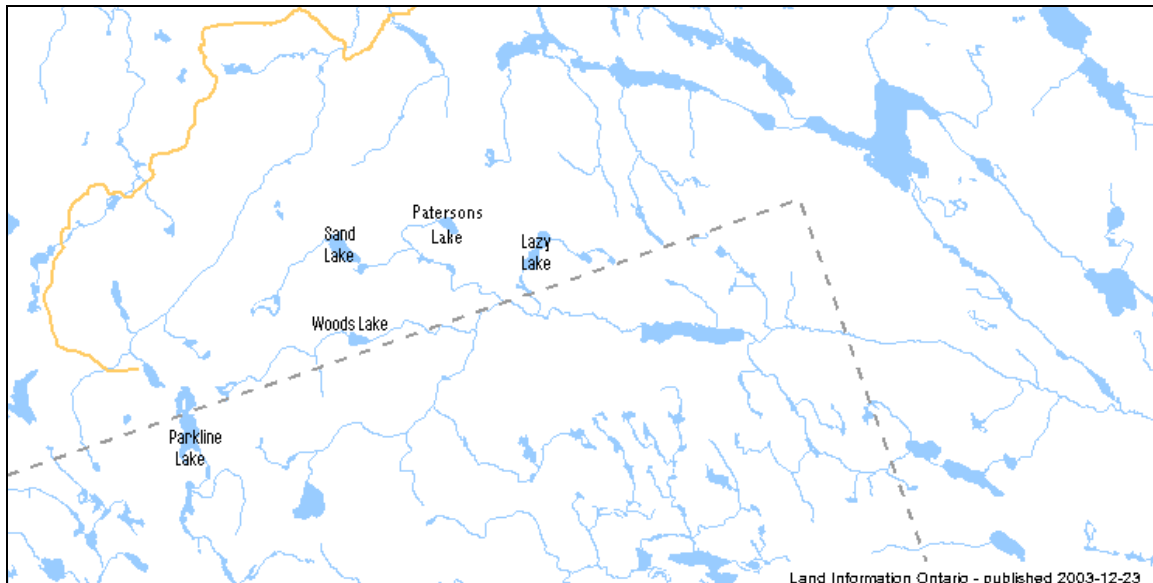 Patersons
Lake
Sand
Lake
Lazy
Lake
Woods Lake
Parkline
Lake
Land Information Ontario - published 2003-12-23